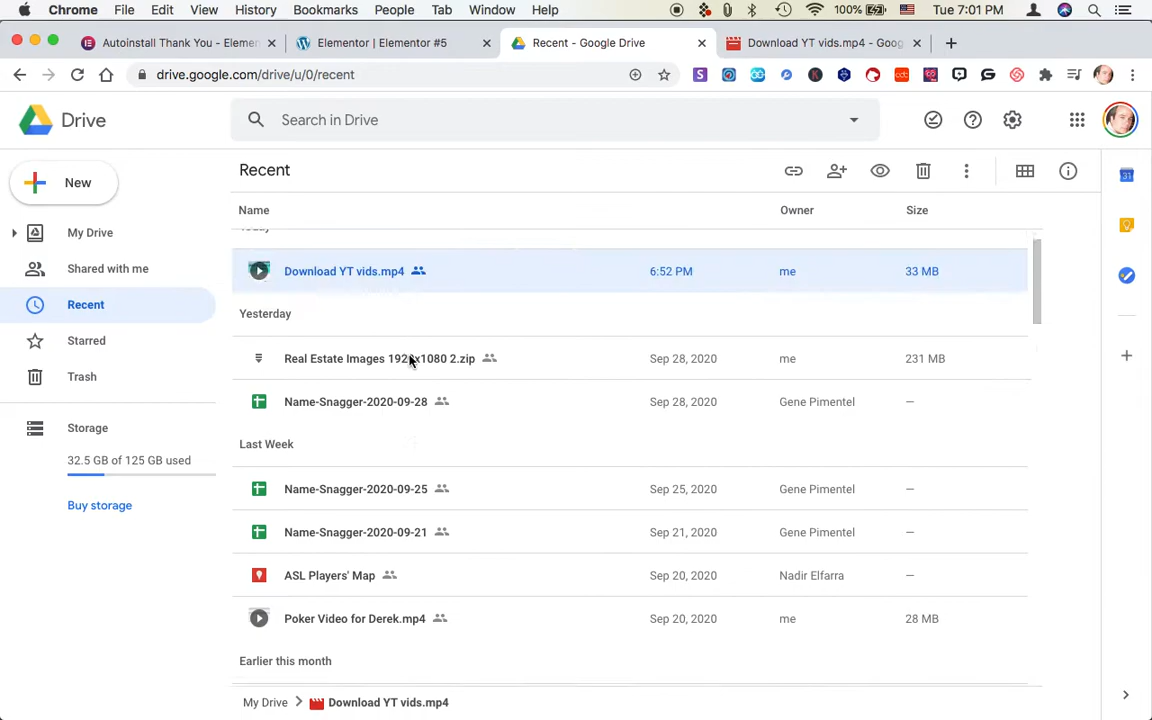 Chrome File Edit View History Bookmarks People Tab Window Help 100% Tue 7:01 PM
Autoinstall Thank You - Elemen
Elementor | Elementor #5
Recent - Google Drive
Download YT vids.mp4 - Goog
drive.google.com/drive/u/0/recent
Drive
Search in Drive
New
Recent
Name Owner Size
My Drive
Today
Shared with me
Download YT vids.mp4 6:52 PM me 33 MB
Recent
Yesterday
Starred
Real Estate Images 1920x1080 2.zip Sep 28, 2020 me 231 MB
Trash
Name-Snagger-2020-09-28 Sep 28, 2020 Gene Pimentel –
Storage
Last Week
32.5 GB of 125 GB used
Name-Snagger-2020-09-25 Sep 25, 2020 Gene Pimentel –
Buy storage
Name-Snagger-2020-09-21 Sep 21, 2020 Gene Pimentel –
ASL Players' Map Sep 20, 2020 Nadir Elfarra –
Poker Video for Derek.mp4 Sep 20, 2020 me 28 MB
Earlier this month
My Drive Download YT vids.mp4